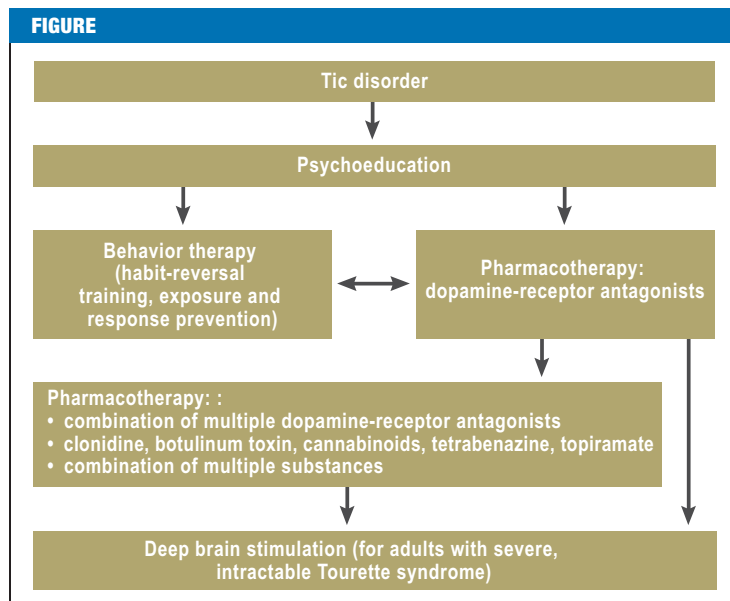 FIGURE
Tic disorder
Psychoeducation
Behavior therapy
(habit-reversal
training, exposure and
response prevention)
Pharmacotherapy:
dopamine-receptor antagonists
Pharmacotherapy: :
• combination of multiple dopamine-receptor antagonists
• clonidine, botulinum toxin, cannabinoids, tetrabenazine, topiramate
• combination of multiple substances
Deep brain stimulation (for adults with severe,
intractable Tourette syndrome)